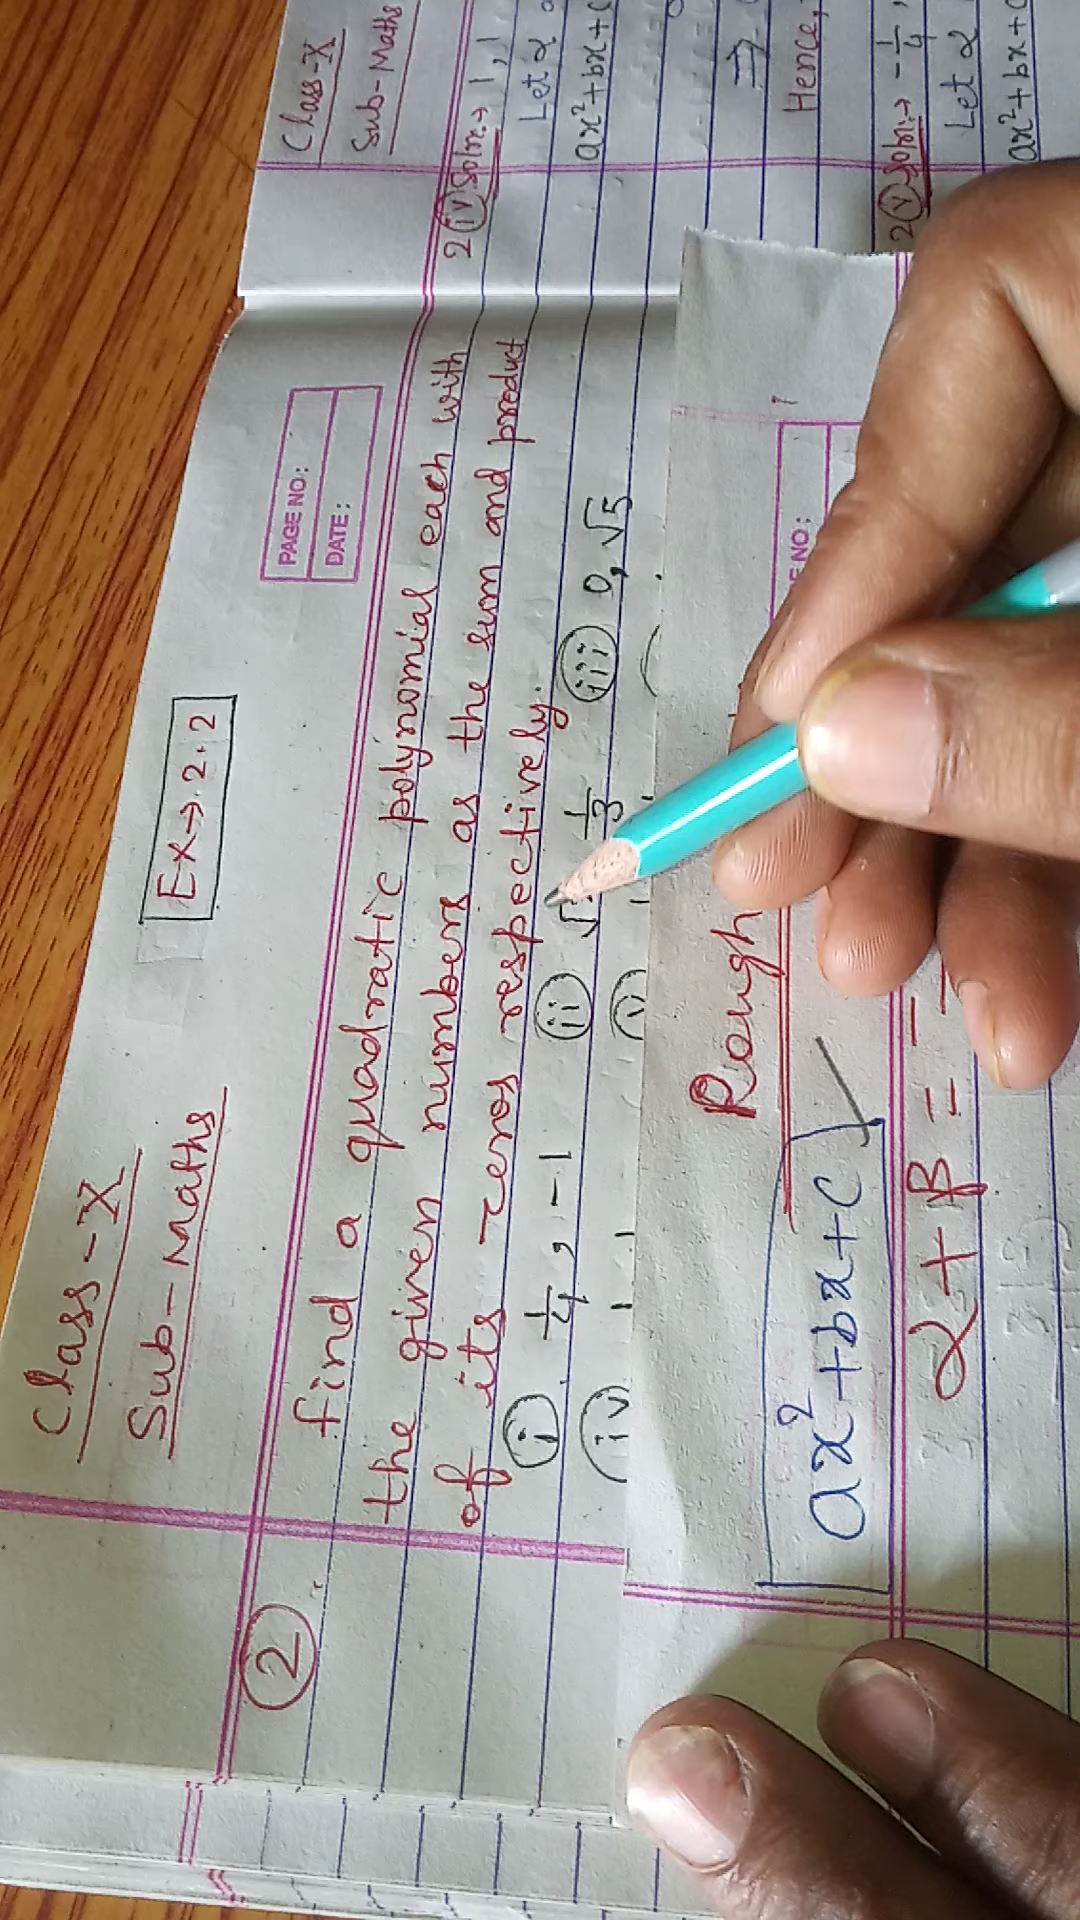 Class-X
Sub-Maths
Ex→2.2
PAGE NO:
DATE:
② find a quadratic polynomial each with
the given numbers as the sum and product
of its zeros respectively.
(i) 1/4, -1 (ii) √ 1/3 (iii) 0, √5
(iv) (v)
Rough
E NO:
ax²+bx+c
α+β =
Class-X
Sub-Maths
2(iv) Soln:→ 1, 1
Let α
ax²+bx+c
⇒
Hence,
2(v) Soln:→ -1/4,
Let α
ax²+bx+c